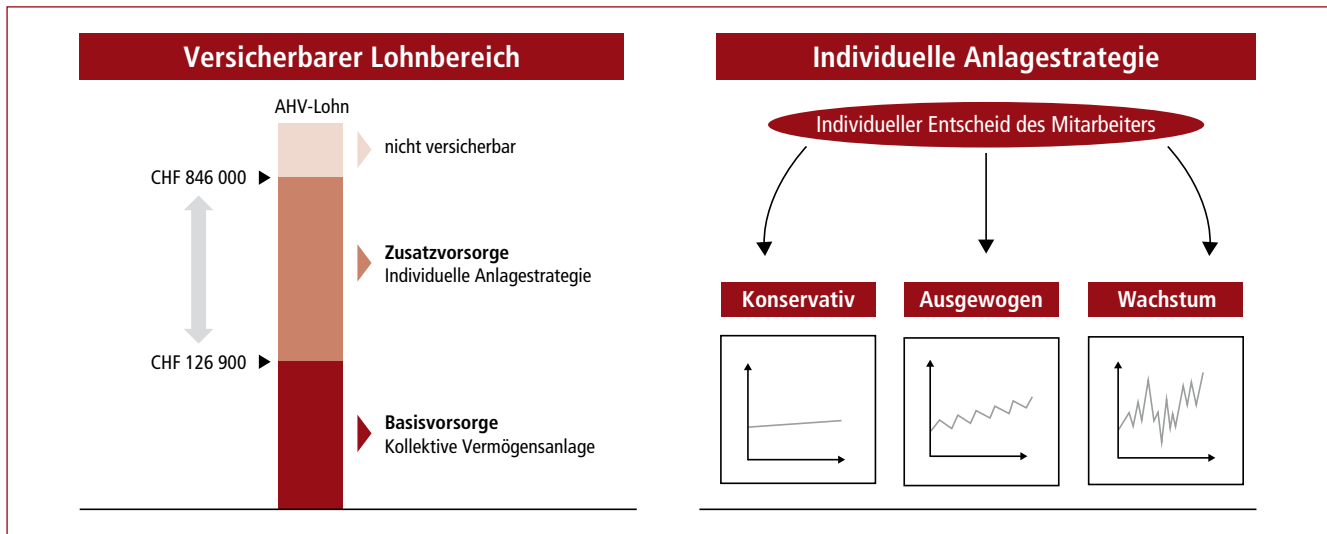 Versicherbarer Lohnbereich
AHV-Lohn
nicht versicherbar
CHF 846 000
Zusatzvorsorge
Individuelle Anlagestrategie
CHF 126 900
Basisvorsorge
Kollektive Vermögensanlage
Individuelle Anlagestrategie
Individueller Entscheid des Mitarbeiters
Konservativ
Ausgewogen
Wachstum